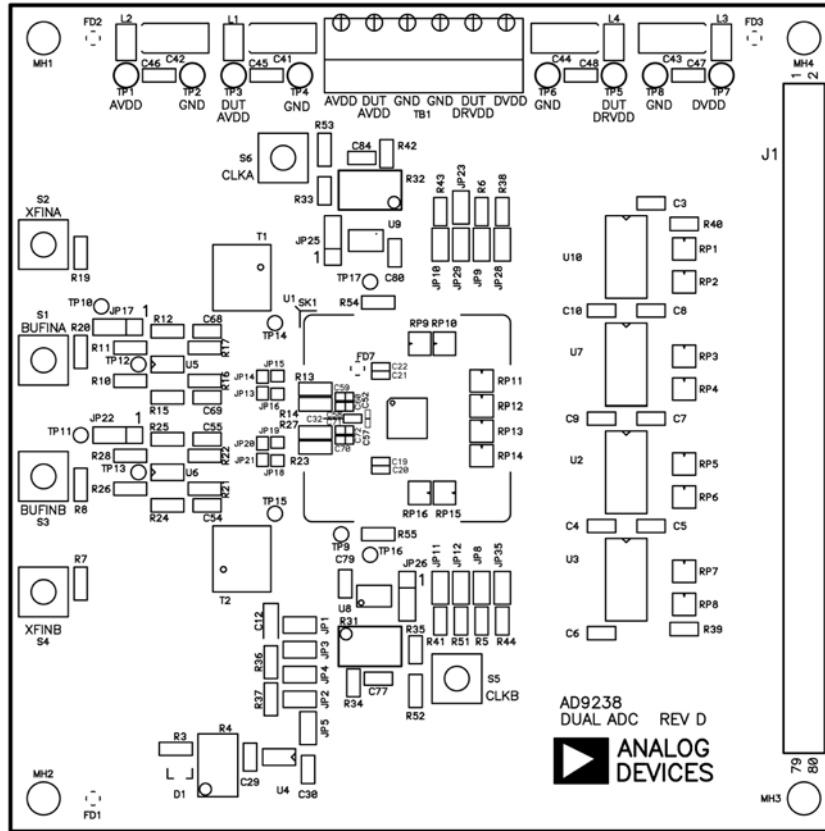 FD2
FD3
L2
L1
L4
L3
MH1
MH4
C46
C42
C45
C41
C44
C48
C43
C47
TP1
AVDD
TP2
GND
TP3
DUT
AVDD
TP4
GND
AVDD
DUT
AVDD
GND
GND
DUT
DRVDD
DVDD
TB1
TP6
GND
TP5
DUT
DRVDD
TP8
GND
TP7
DVDD
1
2
J1
R53
C84
R42
S6
CLKA
R33
R32
R43
JP23
R6
R38
S2
XFINA
R19
T1
JP25
1
U9
C80
JP10
JP29
JP9
JP28
C3
R40
RP1
U10
RP2
TP17
U1
SK1
R54
C10
C8
TP10
JP17
1
S1
BUFINA
R20
R12
C68
TP14
R11
TP12
U5
R17
R10
R16
R15
C69
RP9
RP10
FD7
C22
C21
U7
RP3
RP4
JP15
JP14
JP13
JP16
R13
R14
R27
R23
C59
C52
C32
C57
C72
C70
RP11
RP12
RP13
RP14
JP22
1
TP11
R25
C55
R28
TP13
U6
R22
R26
R21
R24
C54
JP19
JP20
JP21
JP18
C19
C20
C9
C7
U2
RP5
RP6
BUFINB
S3
R8
TP15
RP16
RP15
TP9
R55
TP16
C4
C5
R7
XFINB
S4
T2
C79
U8
JP26
1
JP11
JP12
JP8
JP35
U3
RP7
RP8
C12
JP1
R31
R35
R41
R51
R5
R44
C6
R39
R36
JP3
JP4
R37
JP2
R34
C77
R52
S5
CLKB
JP5
R3
R4
AD9238
DUAL ADC REV D
ANALOG
DEVICES
MH2
FD1
D1
C29
U4
C30
79
80
MH3